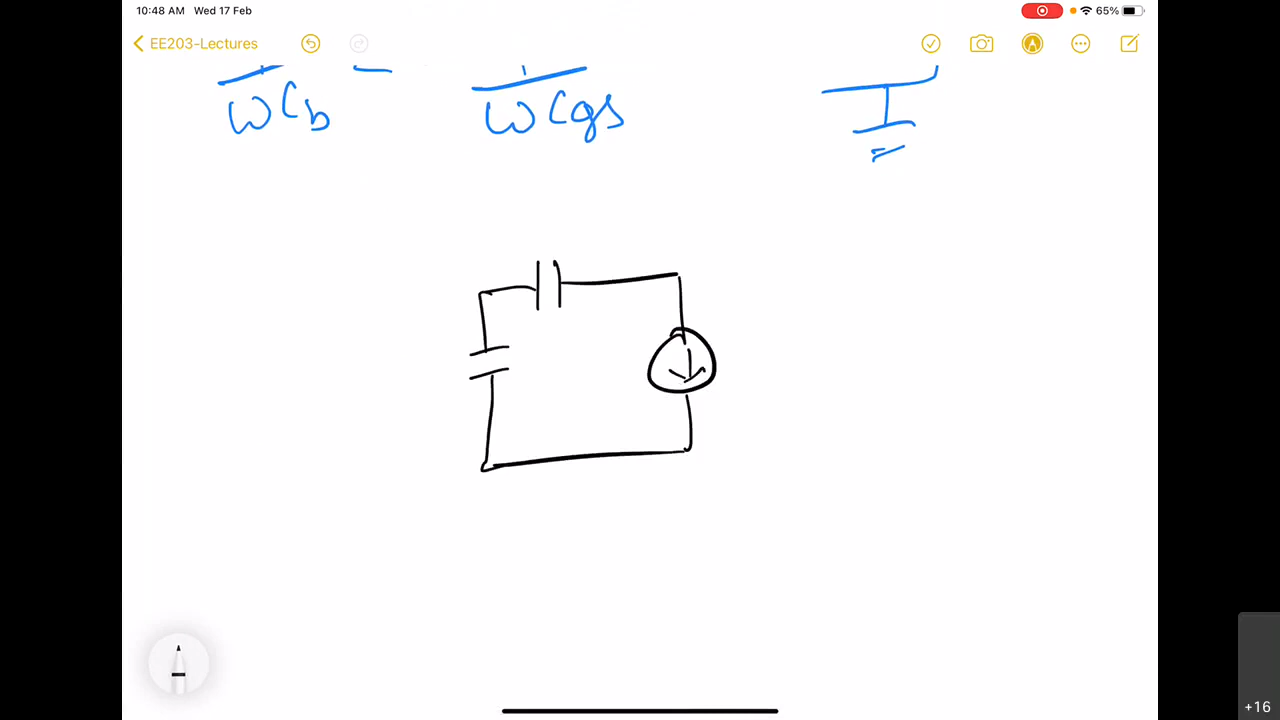 10:48 AM Wed 17 Feb
65%
EE203-Lectures
ωCb
ωCgs
+16